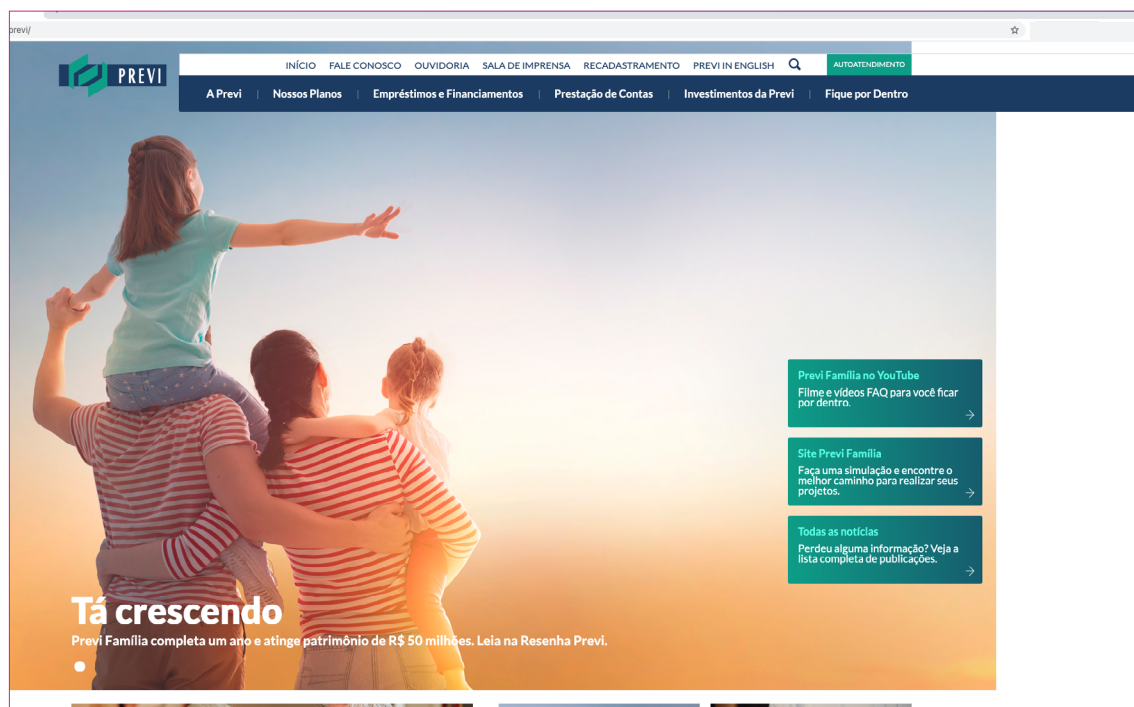 previ/
PREVI
INÍCIO FALE CONOSCO OUVIDORIA SALA DE IMPRENSA RECADASTRAMENTO PREVI IN ENGLISH AUTOATENDIMENTO
A Previ | Nossos Planos | Empréstimos e Financiamentos | Prestação de Contas | Investimentos da Previ | Fique por Dentro
Previ Família no YouTube
Filme e vídeos FAQ para você ficar
por dentro.
Site Previ Família
Faça uma simulação e encontre o
melhor caminho para realizar seus
projetos.
Todas as notícias
Perdeu alguma informação? Veja a
lista completa de publicações.
Tá crescendo
Previ Família completa um ano e atinge patrimônio de R$ 50 milhões. Leia na Resenha Previ.